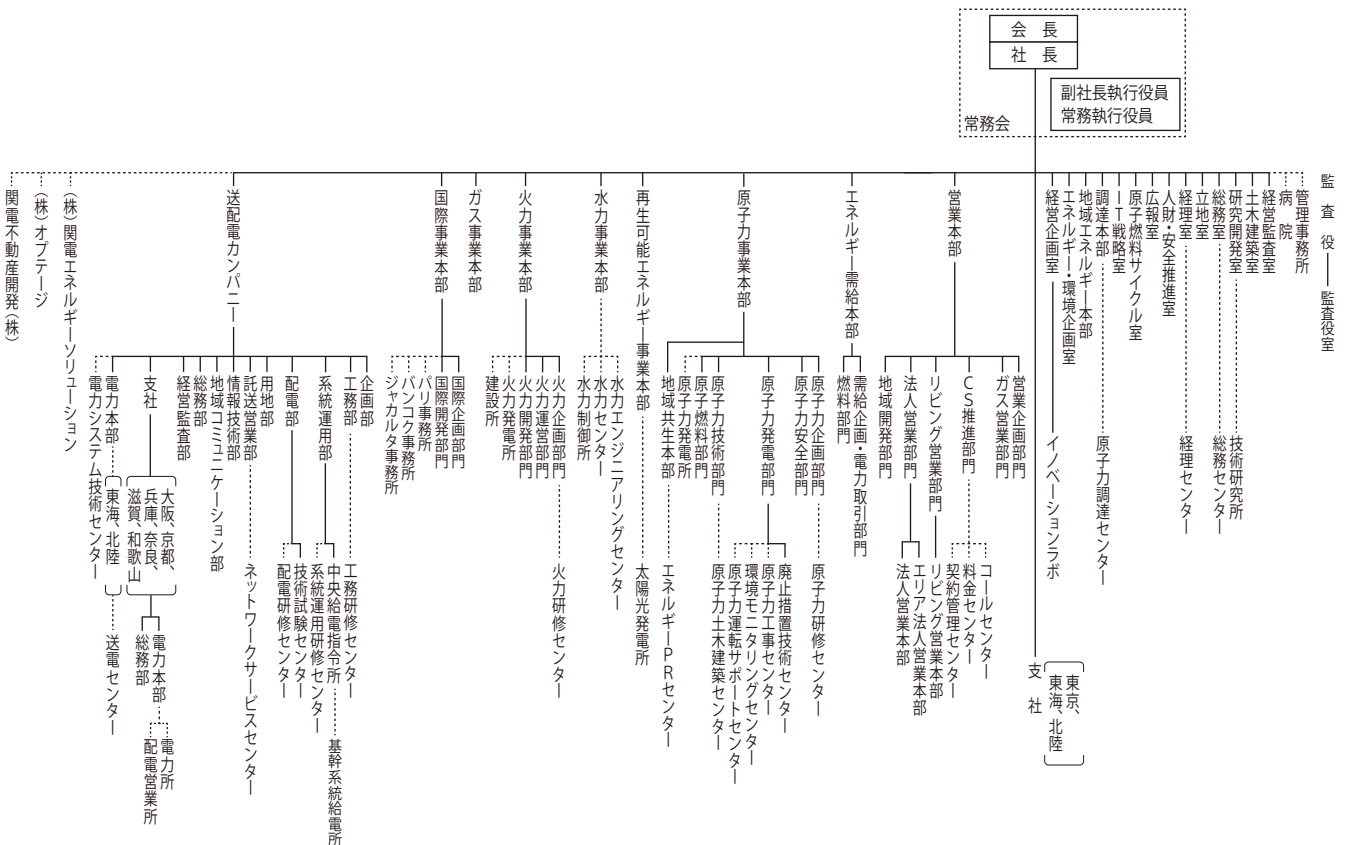 会　長
社　長
副社長執行役員
常務執行役員
常務会
監　査　役
監査役室
管理事務所
病　院
経営監査室
土木建築室
研究開発室
技術研究所
総務室
総務センター
立地室
経理室
経理センター
人財・安全推進室
広報室
原子燃料サイクル室
IT戦略室
調達本部
原子力調達センター
地域エネルギー本部
エネルギー・環境企画室
経営企画室
イノベーションラボ
支　社
東京、
東海、北陸
営業本部
営業企画部門
ガス営業部門
CS推進部門
コールセンター
料金センター
契約管理センター
リビング営業部門
リビング営業本部
法人営業部門
エリア法人営業本部
法人営業本部
地域開発部門
エネルギー需給本部
需給企画・電力取引部門
燃料部門
原子力事業本部
原子力企画部門
原子力研修センター
原子力安全部門
原子力発電部門
廃止措置技術センター
原子力工事センター
環境モニタリングセンター
原子力運転サポートセンター
原子力技術部門
原子力土木建築センター
原子燃料部門
原子力発電所
地域共生本部
エネルギーPRセンター
再生可能エネルギー事業本部
太陽光発電所
水力事業本部
水力エンジニアリングセンター
水力センター
水力制御所
火力事業本部
火力企画部門
火力研修センター
火力運営部門
火力開発部門
火力発電所
建設所
ガス事業本部
国際事業本部
国際企画部門
国際開発部門
パリ事務所
バンコク事務所
ジャカルタ事務所
送配電カンパニー
企画部
工務部
工務研修センター
系統運用部
中央給電指令所
基幹系統給電所
系統運用研修センター
配電部
技術試験センター
配電研修センター
用地部
託送営業部
ネットワークサービスセンター
情報技術部
地域コミュニケーション部
総務部
経営監査部
支社
大阪、京都、
兵庫、奈良、
滋賀、和歌山
電力本部
電力所
配電営業所
総務部
電力本部
東海、北陸
送電センター
電力システム技術センター
(株)関電エネルギーソリューション
(株)オプテージ
関電不動産開発(株)